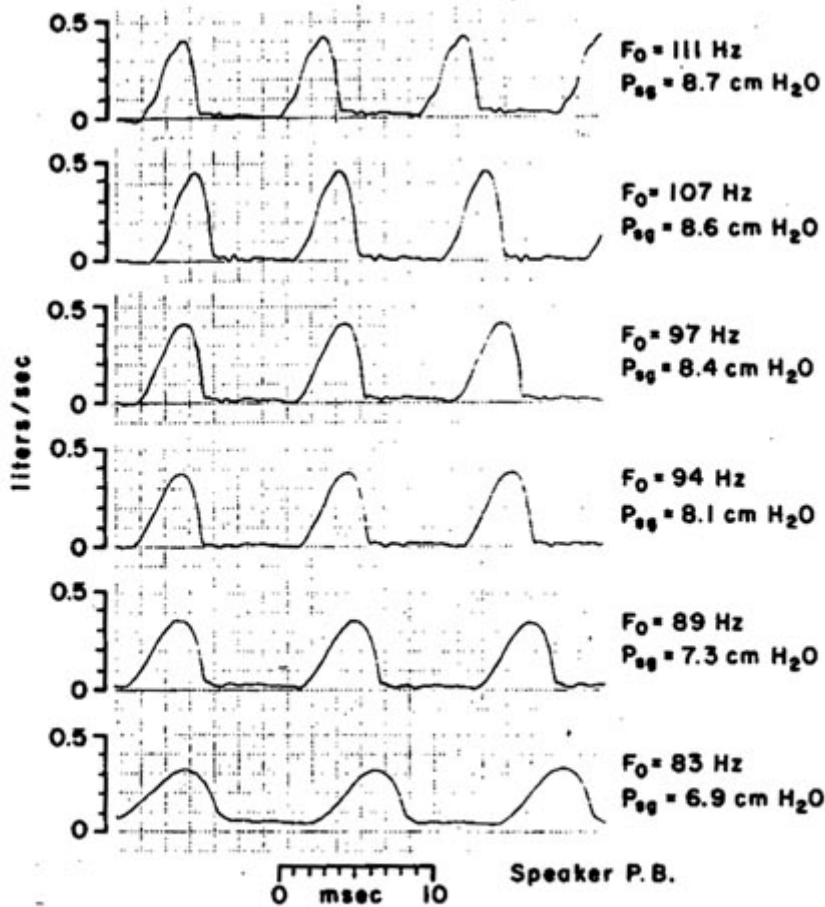 0.5
0
F₀ = 111 Hz
Pₛg = 8.7 cm H₂O
0.5
0
F₀ = 107 Hz
Pₛg = 8.6 cm H₂O
0.5
0
F₀ = 97 Hz
Pₛg = 8.4 cm H₂O
liters/sec
0.5
0
F₀ = 94 Hz
Pₛg = 8.1 cm H₂O
0.5
0
F₀ = 89 Hz
Pₛg = 7.3 cm H₂O
0.5
0
F₀ = 83 Hz
Pₛg = 6.9 cm H₂O
0 msec 10
Speaker P.B.